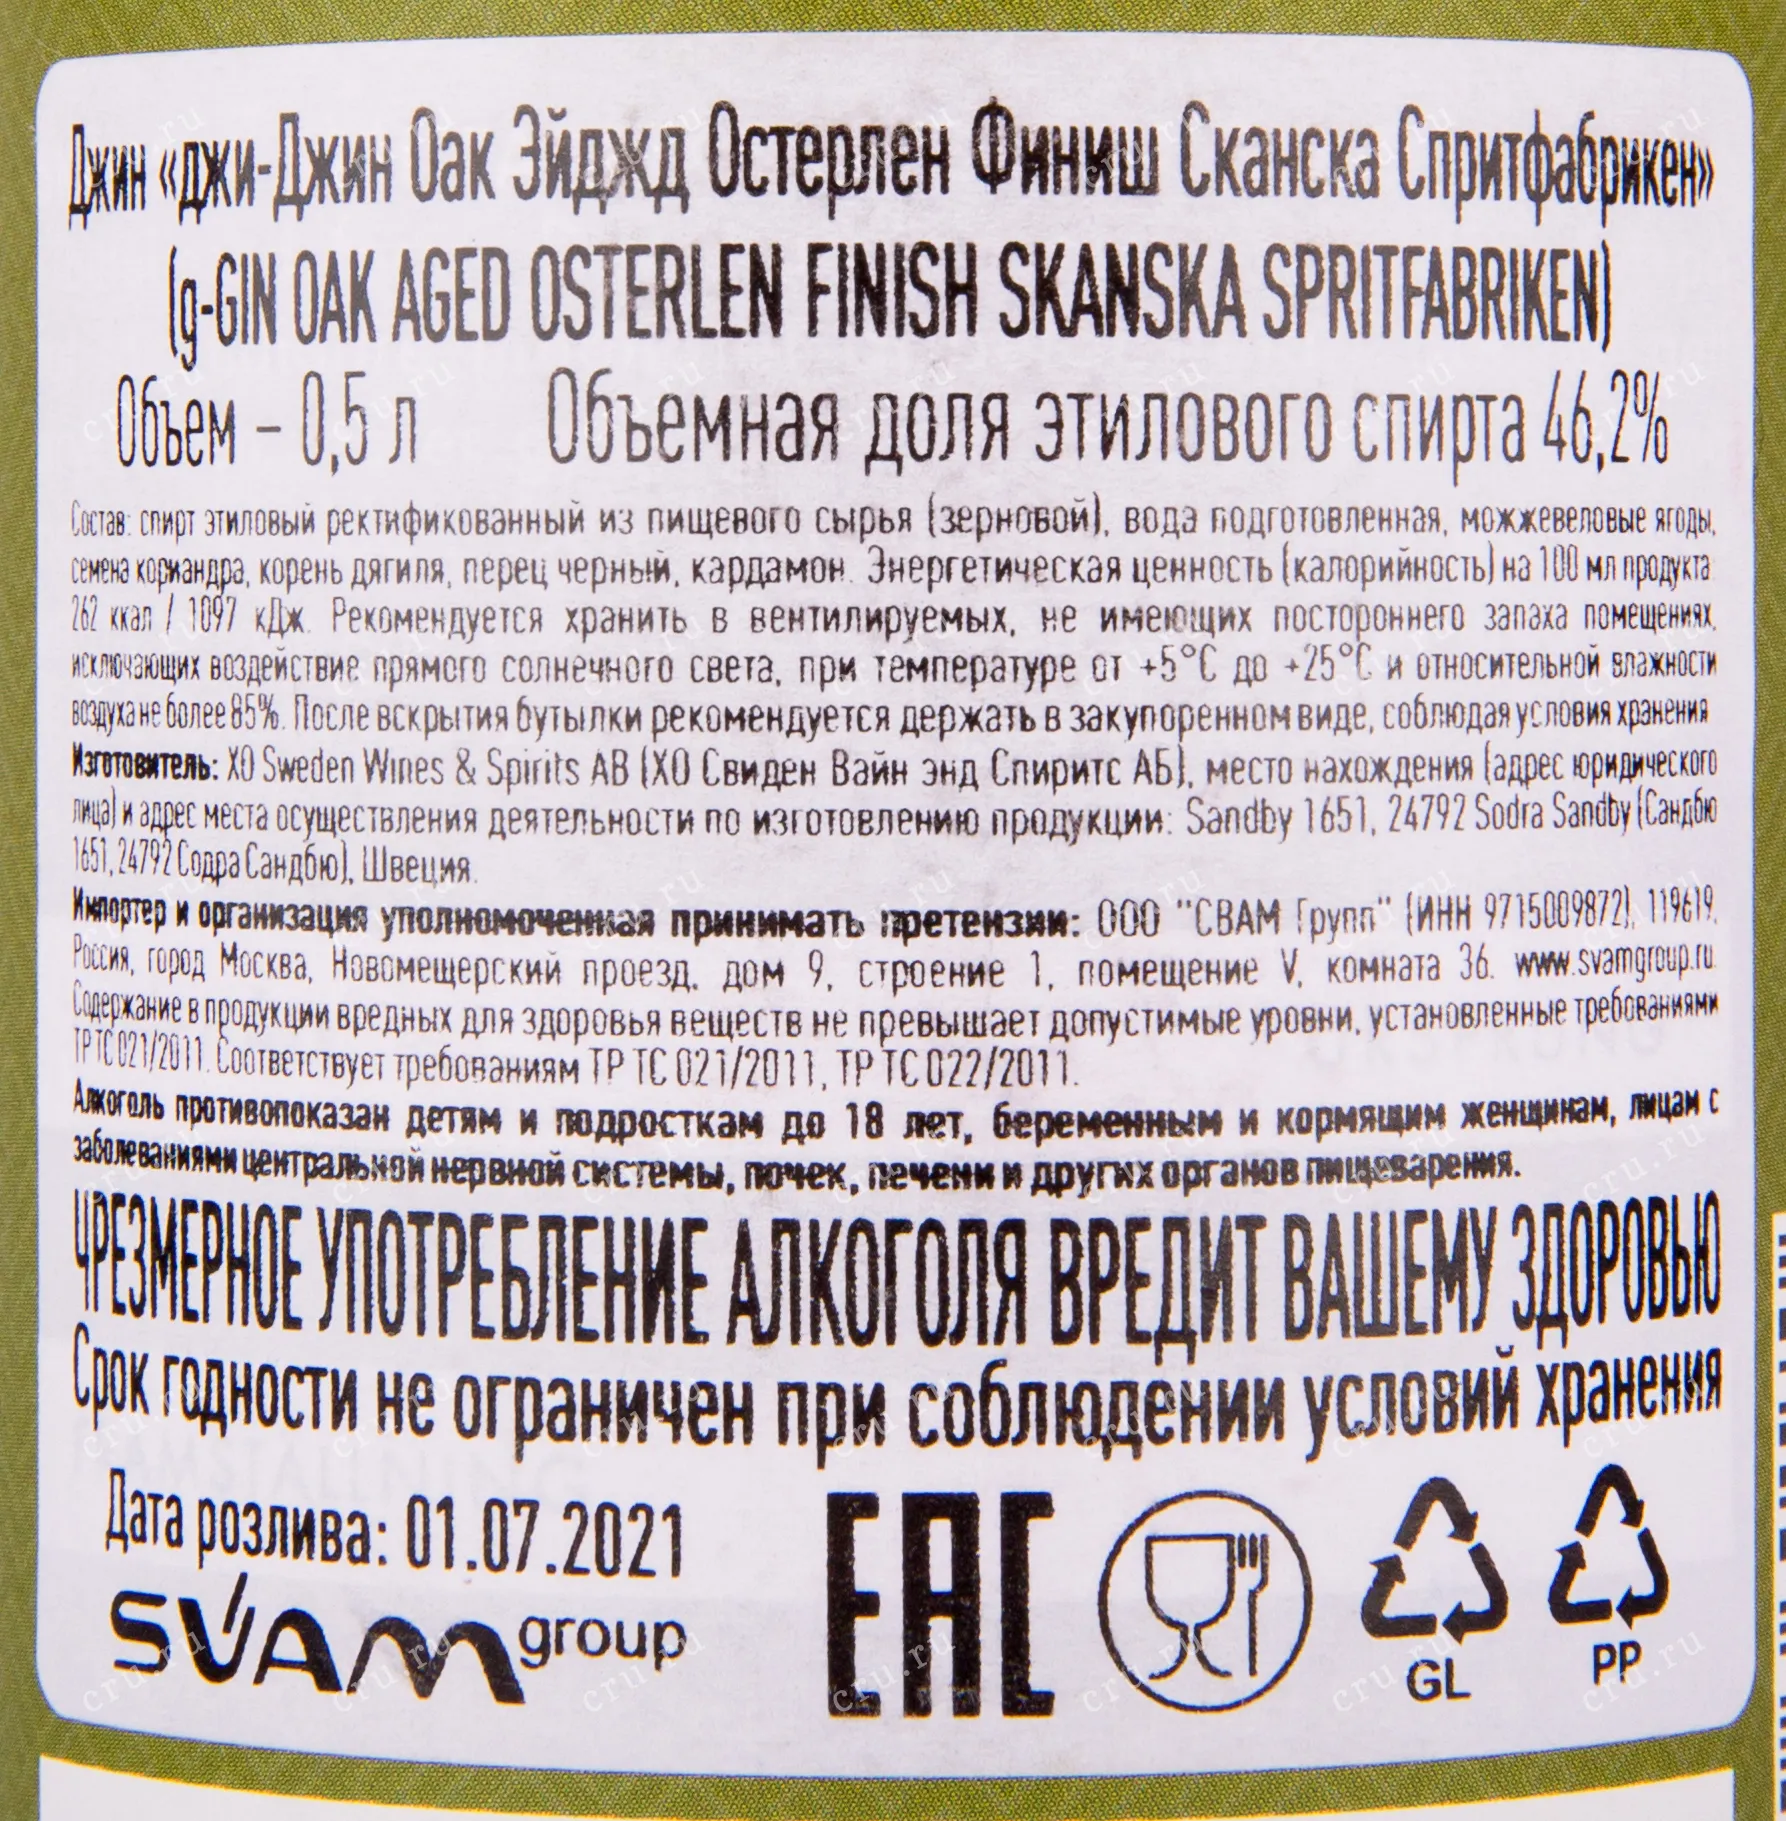 Джин «джи-Джин Оак Эйджд Остерлен Финиш Сканска Спритфабрикен»
(g-GIN OAK AGED OSTERLEN FINISH SKANSKA SPRITFABRIKEN)
Объем – 0,5 л Объемная доля этилового спирта 46,2%
Состав: спирт этиловый ректификованный из пищевого сырья (зерновой), вода подготовленная, можжевеловые ягоды,
семена кориандра, корень дягиля, перец черный, кардамон. Энергетическая ценность (калорийность) на 100 мл продукта
262 ккал / 1097 кДж. Рекомендуется хранить в вентилируемых, не имеющих постороннего запаха помещениях,
исключающих воздействие прямого солнечного света, при температуре от +5°C до +25°C и относительной влажности
воздуха не более 85%. После вскрытия бутылки рекомендуется держать в закупоренном виде, соблюдая условия хранения
Изготовитель: XO Sweden Wines & Spirits AB (ХО Свиден Вайн энд Спиритс АБ), место нахождения (адрес юридического
лица) и адрес места осуществления деятельности по изготовлению продукции: Sandby 1651, 24792 Sodra Sandby (Сандбю
1651, 24792 Содра Сандбю), Швеция.
Импортер и организация уполномоченная принимать претензии: ООО "СВАМ Групп" (ИНН 9715009872), 119619,
Россия, город Москва, Новомещерский проезд, дом 9, строение 1, помещение V, комната 36. www.svamgroup.ru
Содержание в продукции вредных для здоровья веществ не превышает допустимые уровни, установленные требованиями
ТР ТС 021/2011. Соответствует требованиям ТР ТС 021/2011, ТР ТС 022/2011.
Алкоголь противопоказан детям и подросткам до 18 лет, беременным и кормящим женщинам, лицам с
заболеваниями центральной нервной системы, почек, печени и других органов пищеварения.
ЧРЕЗМЕРНОЕ УПОТРЕБЛЕНИЕ АЛКОГОЛЯ ВРЕДИТ ВАШЕМУ ЗДОРОВЬЮ
Срок годности не ограничен при соблюдении условий хранения
Дата розлива: 01.07.2021
SVAM group
EAC
GL
PP
cru.ru